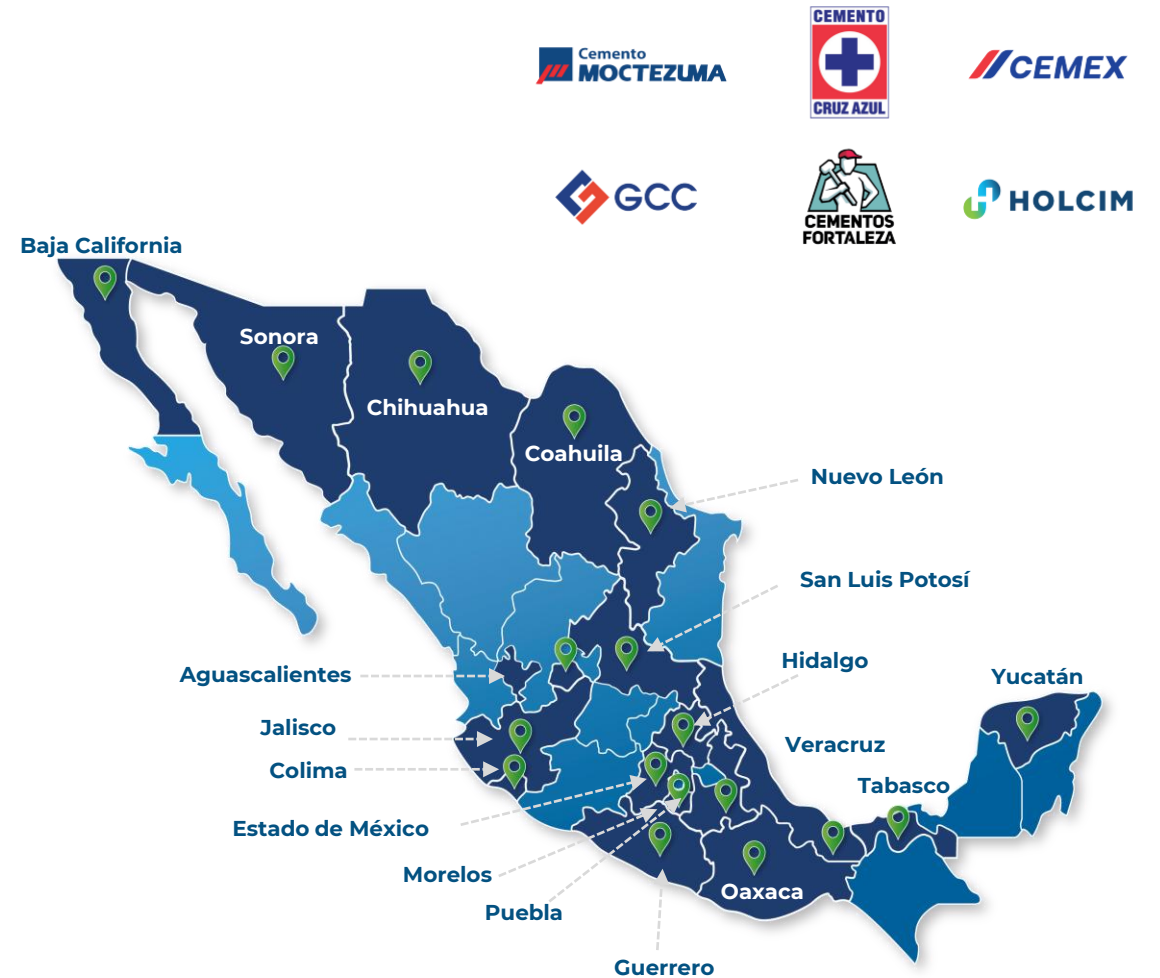 Cemento
MOCTEZUMA
CEMENTO
CRUZ AZUL
CEMEX
GCC
CEMENTOS
FORTALEZA
HOLCIM
Baja California
Sonora
Chihuahua
Coahuila
Nuevo León
San Luis Potosí
Hidalgo
Aguascalientes
Yucatán
Jalisco
Veracruz
Colima
Tabasco
Estado de México
Morelos
Oaxaca
Puebla
Guerrero